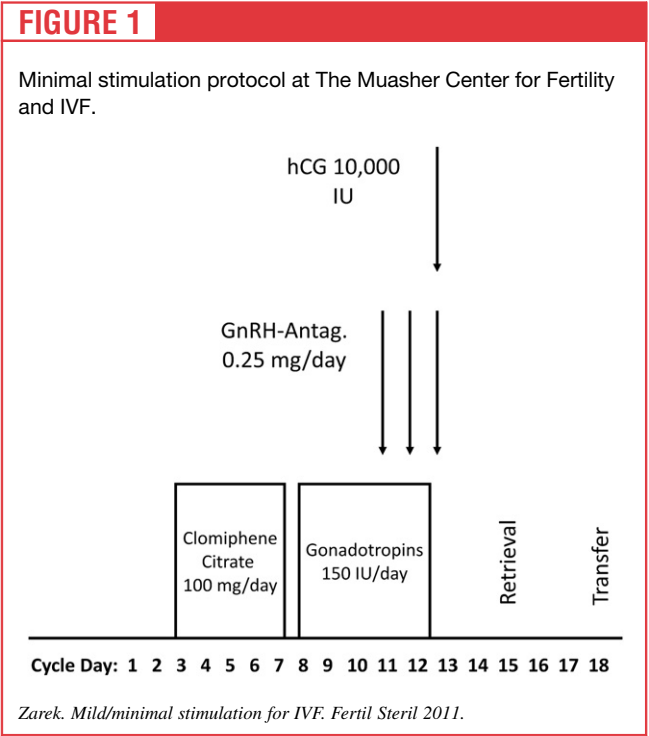 FIGURE 1
Minimal stimulation protocol at The Muasher Center for Fertility
and IVF.
hCG 10,000
IU
GnRH-Antag.
0.25 mg/day
Clomiphene
Citrate
100 mg/day
Gonadotropins
150 IU/day
Retrieval
Transfer
Cycle Day: 1 2 3 4 5 6 7 8 9 10 11 12 13 14 15 16 17 18
Zarek. Mild/minimal stimulation for IVF. Fertil Steril 2011.